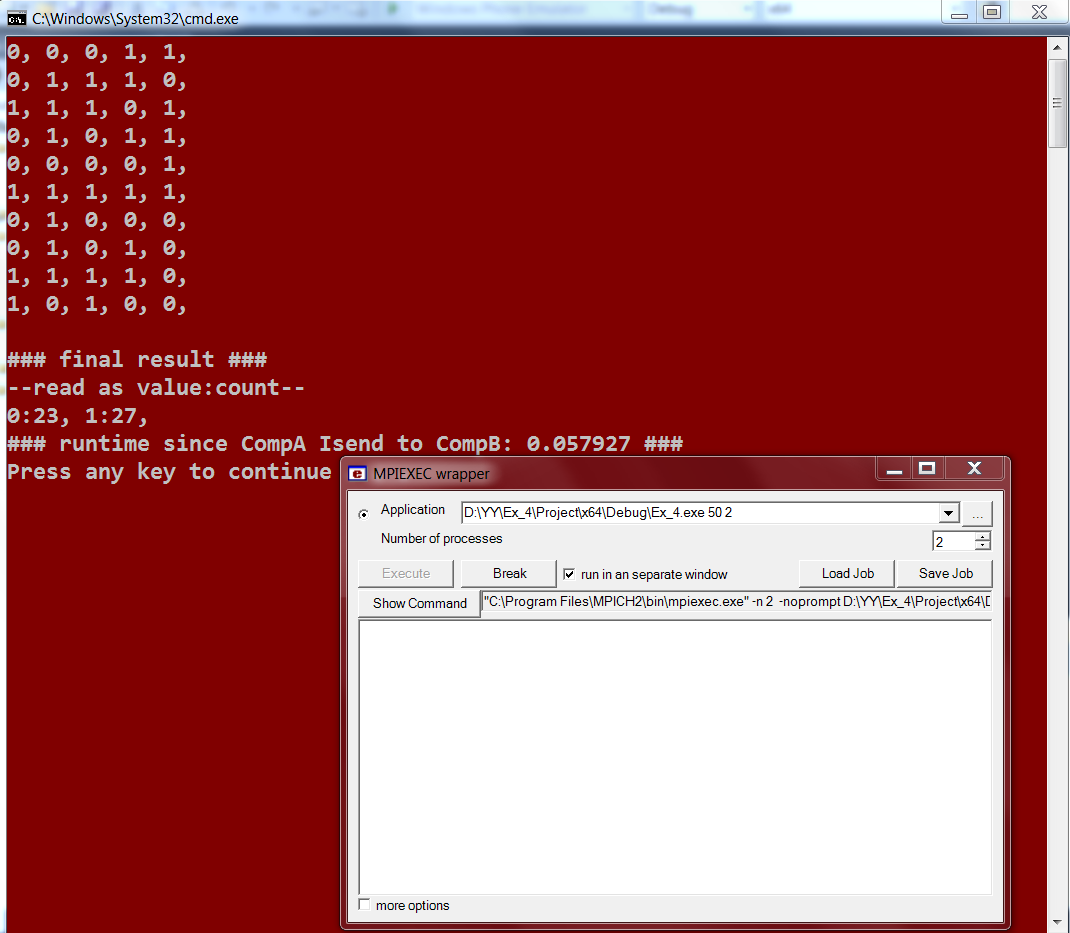 C:\Windows\System32\cmd.exe
0, 0, 0, 1, 1,
0, 1, 1, 1, 0,
1, 1, 1, 0, 1,
0, 1, 0, 1, 1,
0, 0, 0, 0, 1,
1, 1, 1, 1, 1,
0, 1, 0, 0, 0,
0, 1, 0, 1, 0,
1, 1, 1, 1, 0,
1, 0, 1, 0, 0,
### final result ###
--read as value:count--
0:23, 1:27,
### runtime since CompA Isend to CompB: 0.057927 ###
Press any key to continue
MPIEXEC wrapper
Application D:\YY\Ex_4\Project\x64\Debug\Ex_4.exe 50 2 ...
Number of processes 2
Execute Break run in an separate window Load Job Save Job
Show Command "C:\Program Files\MPICH2\bin\mpiexec.exe" -n 2 -noprompt D:\YY\Ex_4\Project\x64\D
more options